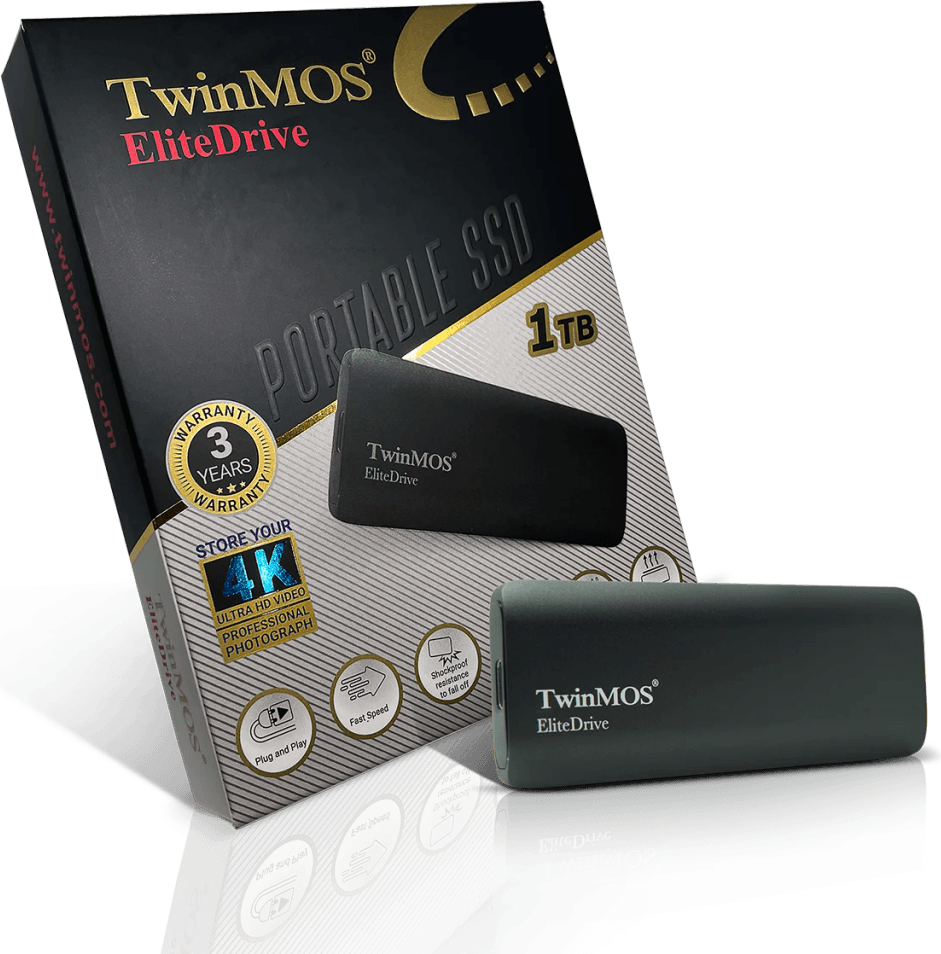 TwinMOS®
EliteDrive
www.twinmos.com
PORTABLE SSD
1TB
WARRANTY
3
YEARS
WARRANTY
TwinMOS®
EliteDrive
STORE YOUR
4K
ULTRA HD VIDEO
PROFESSIONAL
PHOTOGRAPH
Plug and Play
Fast Speed
Shockproof
resistance
to fall off
TwinMOS®
EliteDrive
TwinMOS®
EliteDrive